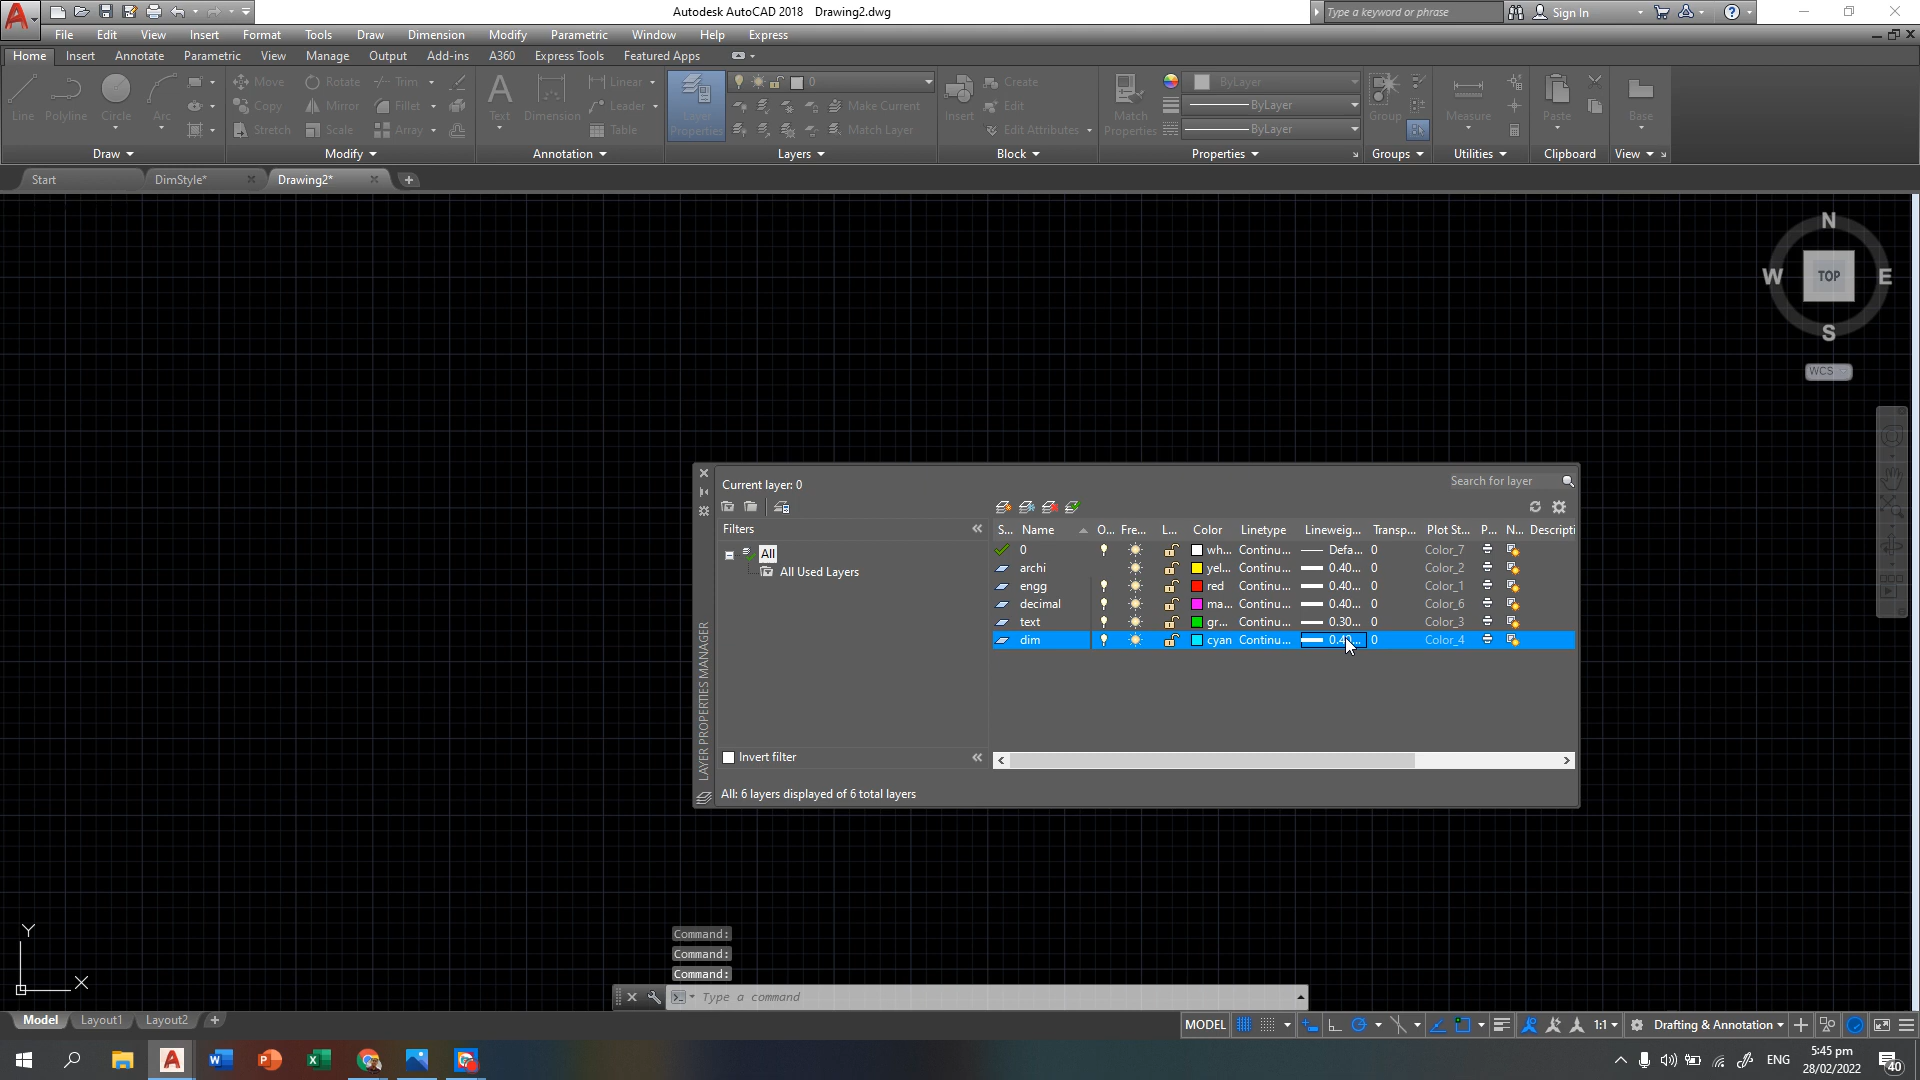 Autodesk AutoCAD 2018 Drawing2.dwg
Type a keyword or phrase
Sign In
File Edit View Insert Format Tools Draw Dimension Modify Parametric Window Help Express
Home Insert Annotate Parametric View Manage Output Add-ins A360 Express Tools Featured Apps
Line Polyline Circle Arc
Move Rotate Trim
Copy Mirror Fillet
Stretch Scale Array
Text Dimension
Linear
Leader
Table
Layer Properties
0
Make Current
Match Layer
Insert
Create
Edit
Edit Attributes
Match Properties
ByLayer
ByLayer
ByLayer
Group
Measure
Paste
Base
Draw Modify Annotation Layers Block Properties Groups Utilities Clipboard View
Start DimStyle* Drawing2*
N
W TOP E
S
WCS
Current layer: 0
Search for layer
Filters
S... Name O... Fre... L... Color Linetype Lineweig... Transp... Plot St... P... N... Descripti
All
All Used Layers
0 wh... Continu... Defa... 0 Color_7
archi yel... Continu... 0.40... 0 Color_2
engg red Continu... 0.40... 0 Color_1
decimal ma... Continu... 0.40... 0 Color_6
text gr... Continu... 0.30... 0 Color_3
dim cyan Continu... 0 Color_4
Invert filter
All: 6 layers displayed of 6 total layers
LAYER PROPERTIES MANAGER
Y
X
Command:
Command:
Command:
Type a command
Model Layout1 Layout2
MODEL 1:1 Drafting & Annotation
ENG
5:45 pm
28/02/2022
40